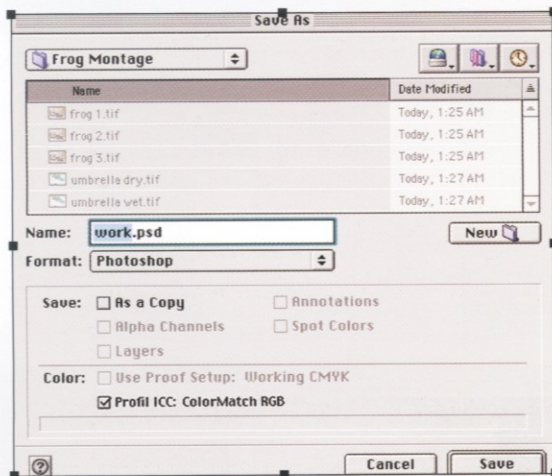 Save As
Frog Montage
Name Date Modified
frog 1.tif Today, 1:25 AM
frog 2.tif Today, 1:25 AM
frog 3.tif Today, 1:25 AM
umbrella dry.tif Today, 1:27 AM
umbrella wet.tif Today, 1:27 AM
Name: work.psd New
Format: Photoshop
Save: As a Copy Annotations
Alpha Channels Spot Colors
Layers
Color: Use Proof Setup: Working CMYK
Profil ICC: ColorMatch RGB
? Cancel Save